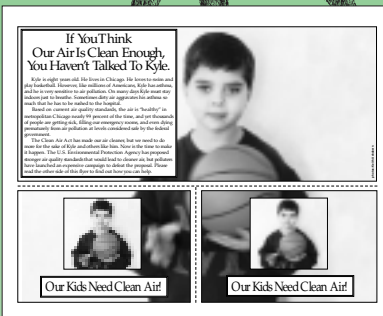 If You Think
Our Air Is Clean Enough,
You Haven't Talked To Kyle.
Kyle is eight years old. He lives in Chicago. He loves to swim and
play basketball. However, like millions of Americans, Kyle has asthma,
and he is very sensitive to air pollution. On many days Kyle must stay
indoors just to breathe. Sometimes dirty air aggravates his asthma so
much that he has to be rushed to the hospital.
Based on current air quality standards, the air is "healthy" in
metropolitan Chicago nearly 99 percent of the time, and yet thousands
of people are getting sick, filling our emergency rooms, and even dying
prematurely from air pollution at levels considered safe by the federal
government.
The Clean Air Act has made our air cleaner, but we need to do
more for the sake of Kyle and others like him. Now is the time to make
it happen. The U.S. Environmental Protection Agency has proposed
stronger air quality standards that would lead to cleaner air, but polluters
have launched an expensive campaign to defeat the proposal. Please
read the other side of this flyer to find out how you can help.
Our Kids Need Clean Air!
Our Kids Need Clean Air!